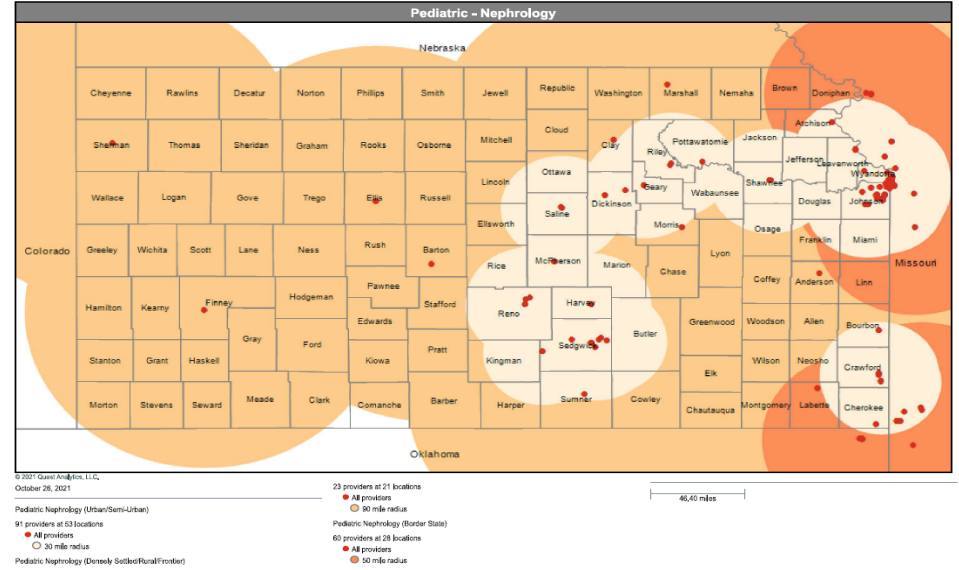 Pediatric - Nephrology
Nebraska
Cheyenne Rawlins Decatur Norton Phillips Smith Jewell Republic Washington Marshall Nemaha Brown Doniphan
Atchison
Sherman Thomas Sheridan Graham Rooks Osborne Mitchell Cloud Clay Riley Pottawatomie Jackson
Jefferson Leavenworth
Wyandotte
Lincoln Ottawa
Wallace Logan Gove Trego Ellis Russell Saline Dickinson Geary Wabaunsee Shawnee Douglas Johnson
Ellsworth Morris Osage
Colorado Greeley Wichita Scott Lane Ness Rush Barton Lyon Franklin Miami
Rice McPherson Marion Chase Missouri
Pawnee Coffey Anderson Linn
Hamilton Kearny Finney Hodgeman Stafford Reno Harvey
Edwards Greenwood Woodson Allen Bourbon
Gray Ford Sedgwick Butler
Stanton Grant Haskell Kiowa Pratt Kingman Wilson Neosho Crawford
Elk
Morton Stevens Seward Meade Clark Comanche Barber Harper Sumner Cowley Chautauqua Montgomery Labette Cherokee
Oklahoma
© 2021 Quest Analytics, LLC.
October 26, 2021
Pediatric Nephrology (Urban/Semi-Urban)
91 providers at 53 locations
All providers
30 mile radius
Pediatric Nephrology (Densely Settled/Rural/Frontier)
23 providers at 21 locations
All providers
90 mile radius
Pediatric Nephrology (Border State)
60 providers at 28 locations
All providers
50 mile radius
46.40 miles